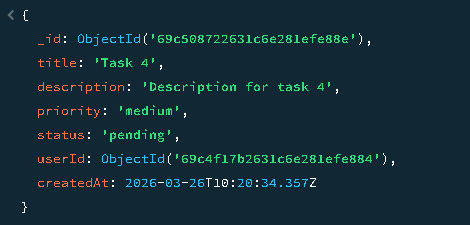 {
_id: ObjectId('69c508722631c6e281efe88e'),
title: 'Task 4',
description: 'Description for task 4',
priority: 'medium',
status: 'pending',
userId: ObjectId('69c4f17b2631c6e281efe884'),
createdAt: 2026-03-26T10:20:34.357Z
}